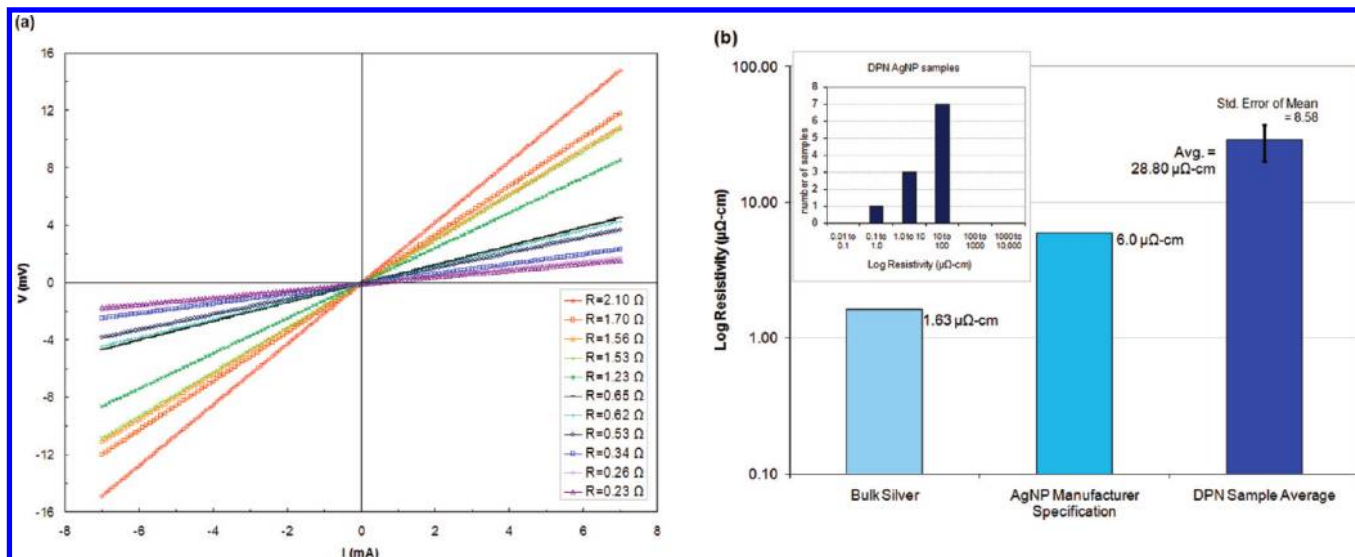 (a)
16
12
8
4
0
-4
-8
-12
-16
V (mV)
-8 -6 -4 -2 0 2 4 6 8
I (mA)
R=2.10 Ω
R=1.70 Ω
R=1.56 Ω
R=1.53 Ω
R=1.23 Ω
R=0.65 Ω
R=0.62 Ω
R=0.53 Ω
R=0.34 Ω
R=0.26 Ω
R=0.23 Ω
(b)
100.00
10.00
1.00
0.10
Log Resistivity (µΩ-cm)
DPN AgNP samples
8
7
6
5
4
3
2
1
0
number of samples
0.01 to 0.1 to 1.0 to 10 to 100 to 1000 to
0.1 1.0 10 100 1000 10,000
Log Resistivity (µΩ-cm)
Std. Error of Mean
= 8.58
Avg. =
28.80 µΩ-cm
6.0 µΩ-cm
1.63 µΩ-cm
Bulk Silver AgNP Manufacturer DPN Sample Average
Specification